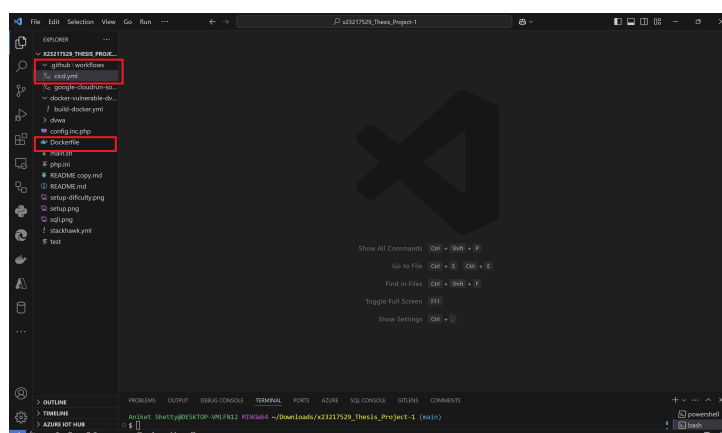 File Edit Selection View Go Run ...
x23217529_Thesis_Project-1
EXPLORER
X23217529_THESIS_PROJE...
.github \ workflows
cicd.yml
google-cloudrun-so...
docker-vulnerable-dv...
build-docker.yml
dvwa
config.inc.php
Dockerfile
main.sh
php.ini
README copy.md
README.md
setup-dificulty.png
setup.png
sqli.png
stackhawk.yml
test
Show All Commands Ctrl + Shift + P
Go to File Ctrl + E Ctrl + E
Find in Files Ctrl + Shift + F
Toggle Full Screen F11
Show Settings Ctrl + ,
OUTLINE
TIMELINE
AZURE IOT HUB
PROBLEMS OUTPUT DEBUG CONSOLE TERMINAL PORTS AZURE SQL CONSOLE GITLENS COMMENTS
Aniket Shetty@DESKTOP-VMLFN12 MINGW64 ~/Downloads/x23217529_Thesis_Project-1 (main)
$
powershell
bash